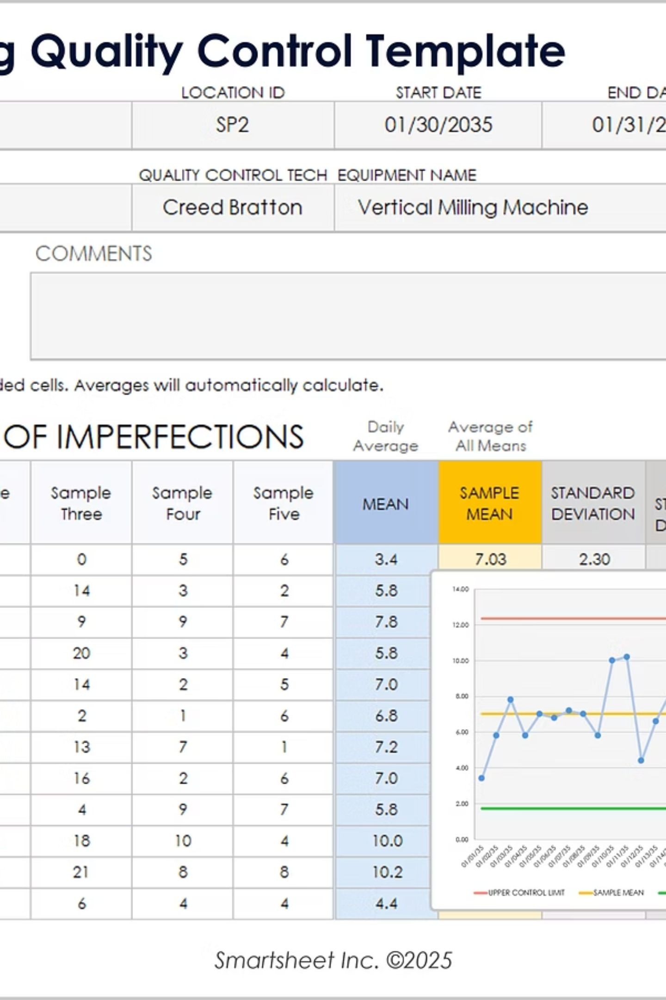 g Quality Control Template
LOCATION ID START DATE END DA
SP2 01/30/2035 01/31/2
QUALITY CONTROL TECH EQUIPMENT NAME
Creed Bratton Vertical Milling Machine
COMMENTS
ded cells. Averages will automatically calculate.
OF IMPERFECTIONS
Daily Average
Average of All Means
e Sample Three Sample Four Sample Five MEAN SAMPLE MEAN STANDARD DEVIATION ST D
0 5 6 3.4 7.03 2.30
14 3 2 5.8
9 9 7 7.8
20 3 4 5.8
14 2 5 7.0
2 1 6 6.8
13 7 1 7.2
16 2 6 7.0
4 9 7 5.8
18 10 4 10.0
21 8 8 10.2
6 4 4 4.4
14.00
12.00
10.00
8.00
6.00
4.00
2.00
0.00
01/01/35 01/02/35 01/03/35 01/04/35 01/05/35 01/06/35 01/07/35 01/08/35 01/09/35 01/10/35 01/11/35 01/12/35 01/13/35 01/14/3
UPPER CONTROL LIMIT SAMPLE MEAN
Smartsheet Inc. ©2025